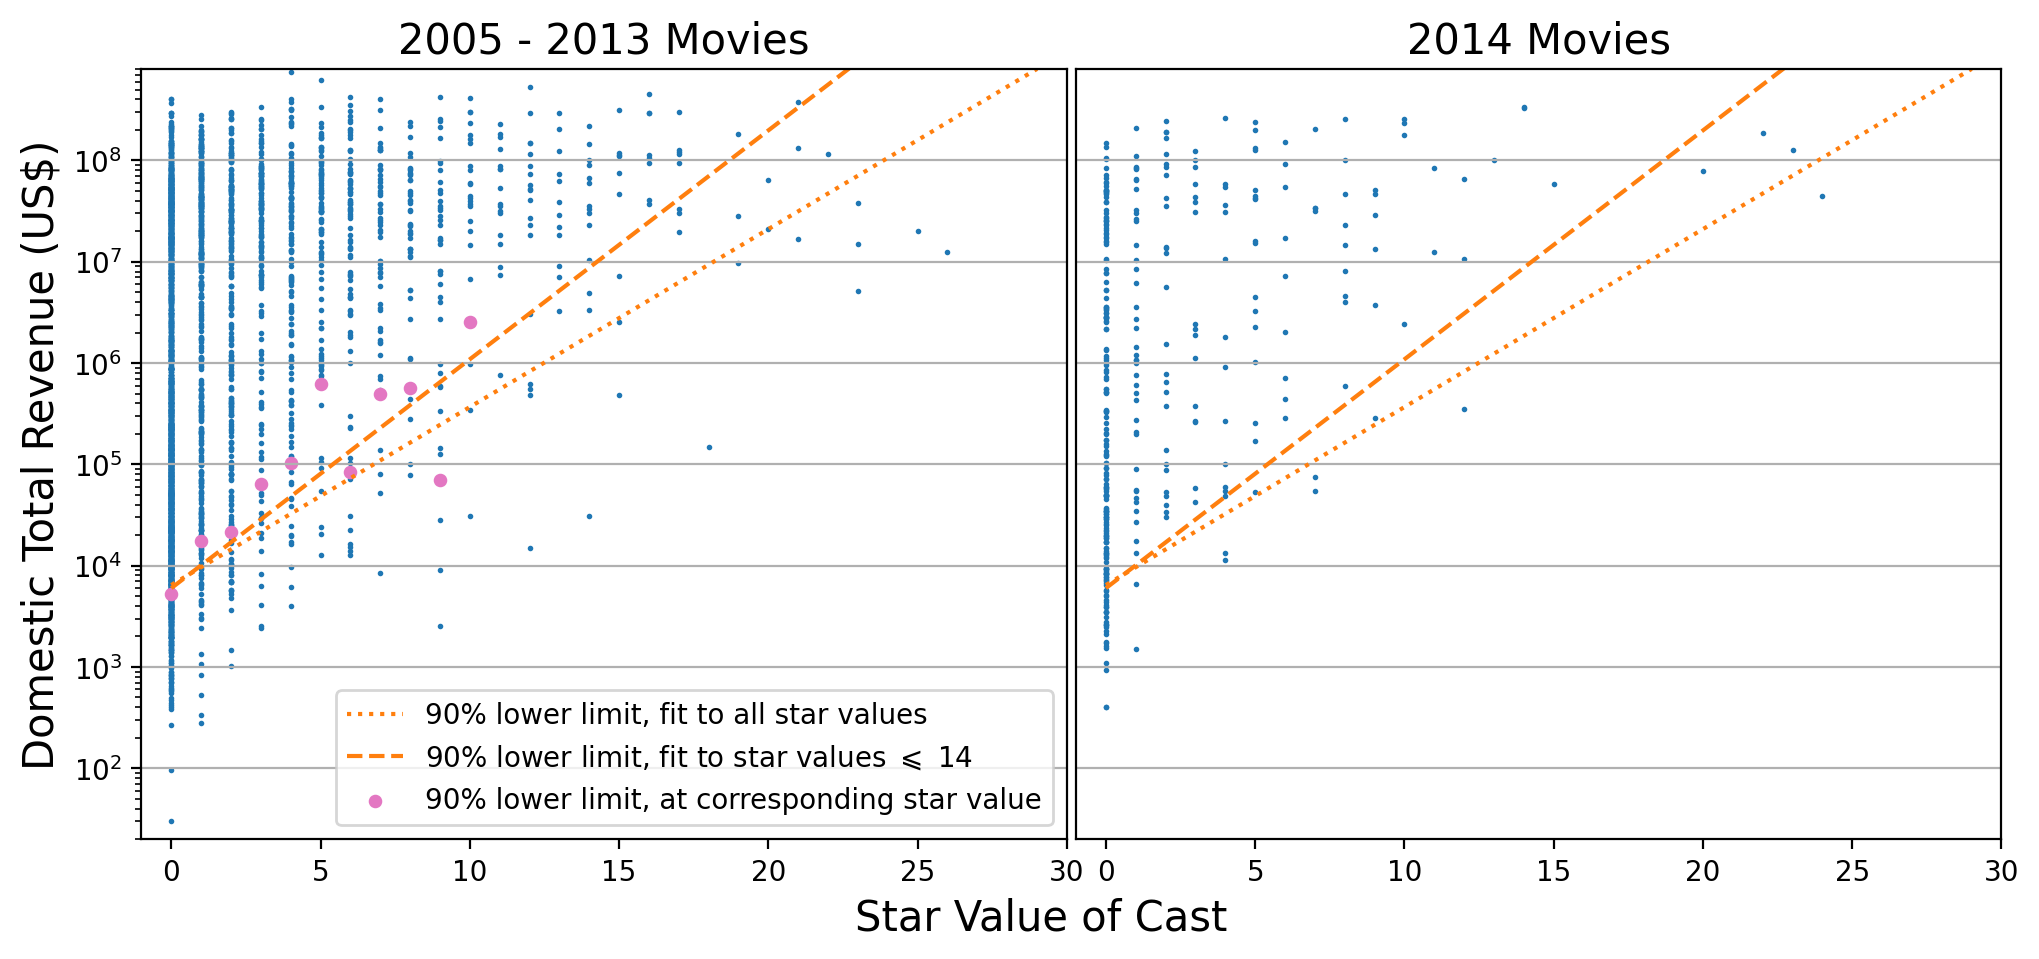 2005 - 2013 Movies
2014 Movies
Domestic Total Revenue (US$)
10⁸
10⁷
10⁶
10⁵
10⁴
10³
10²
90% lower limit, fit to all star values
90% lower limit, fit to star values ⩽ 14
90% lower limit, at corresponding star value
0 5 10 15 20 25 30
0 5 10 15 20 25 30
Star Value of Cast